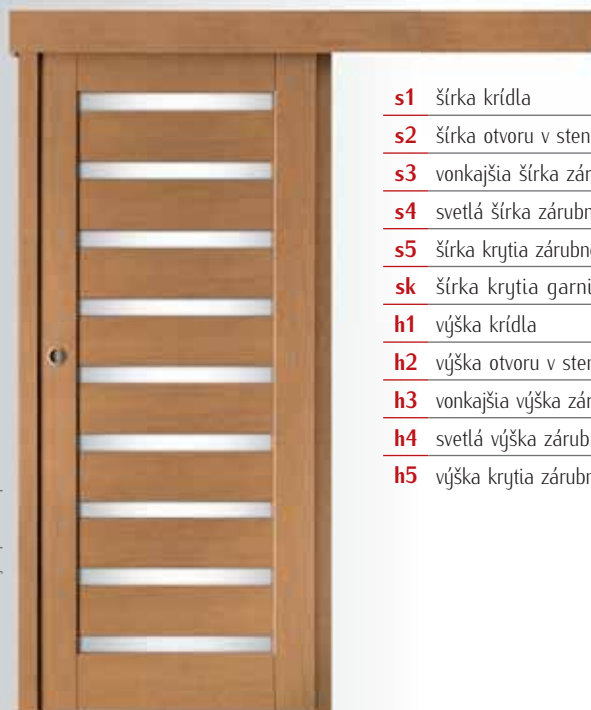 s1 šírka krídla
s2 šírka otvoru v sten
s3 vonkajšia šírka zár
s4 svetlá šírka zárubn
s5 šírka krytia zárubn
sk šírka krytia garni
h1 výška krídla
h2 výška otvoru v ste
h3 vonkajšia výška zár
h4 svetlá výška zárub
h5 výška krytia zárubn